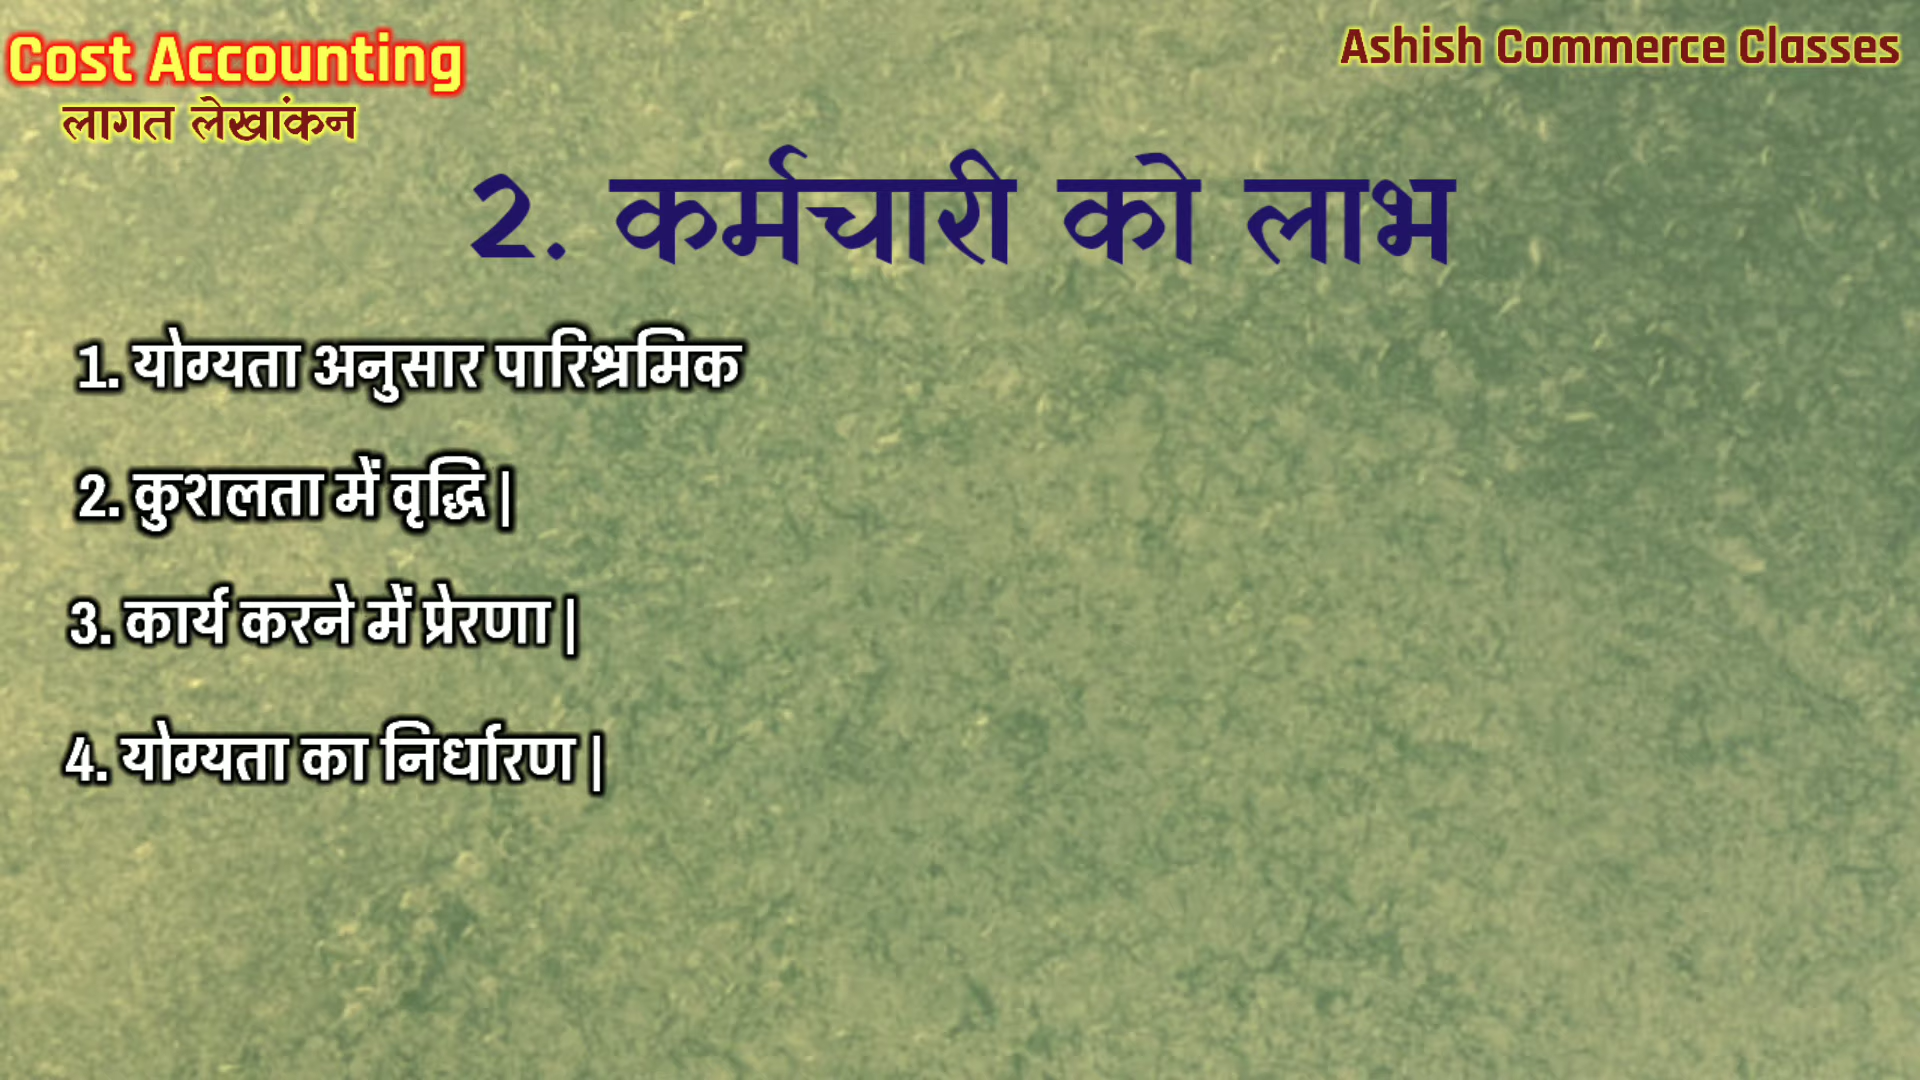 Cost Accounting
Ashish Commerce Classes
लागत लेखांकन
2. कर्मचारी को लाभ
1. योग्यता अनुसार पारिश्रमिक
2. कुशलता में वृद्धि |
3. कार्य करने में प्रेरणा |
4. योग्यता का निर्धारण |